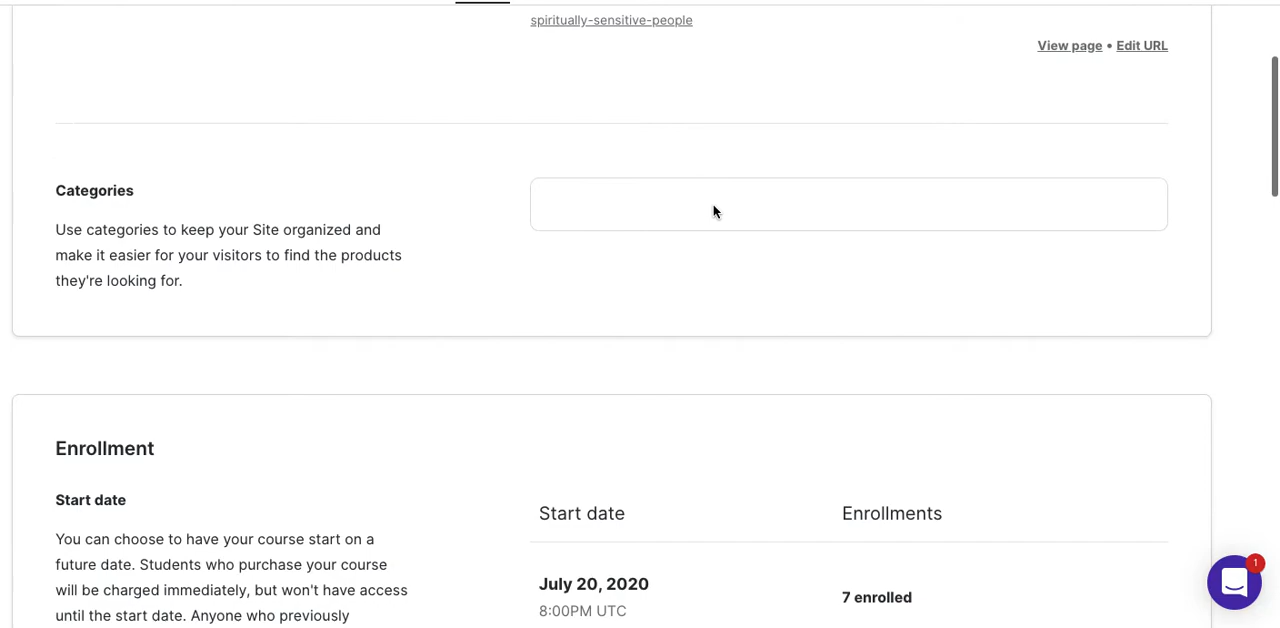 spiritually-sensitive-people
View page • Edit URL
Categories
Use categories to keep your Site organized and
make it easier for your visitors to find the products
they're looking for.
Enrollment
Start date
You can choose to have your course start on a
future date. Students who purchase your course
will be charged immediately, but won't have access
until the start date. Anyone who previously
Start date Enrollments
July 20, 2020
8:00PM UTC
7 enrolled
1